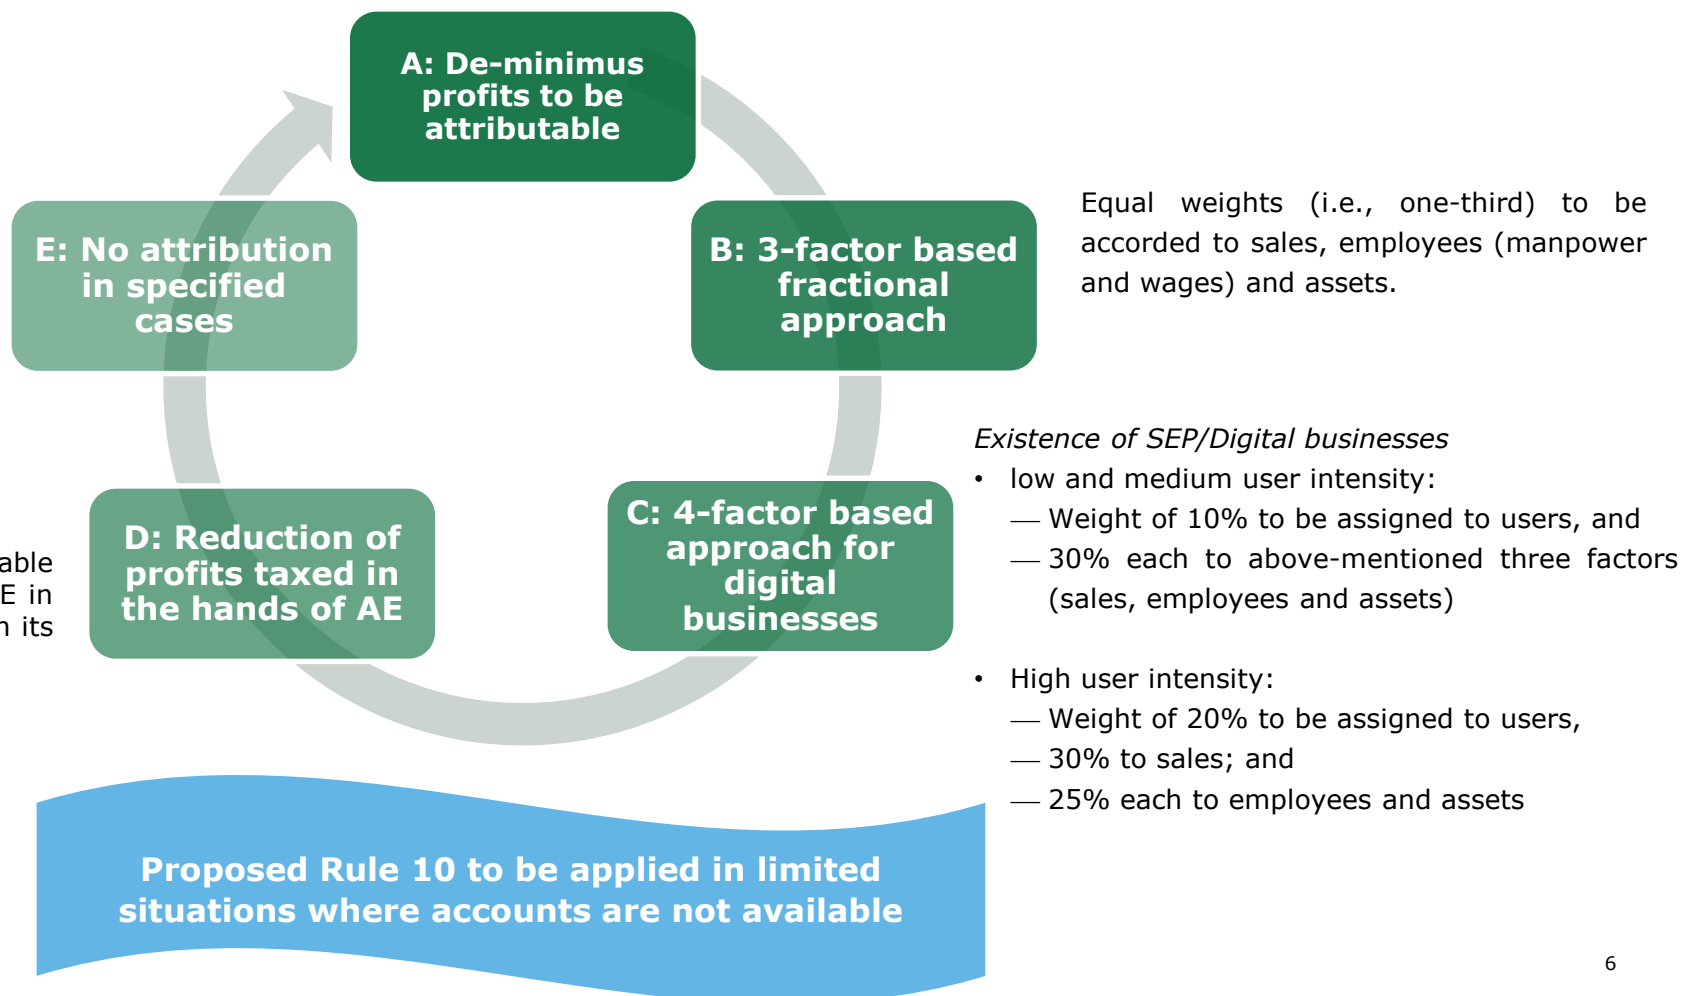 A: De-minimus
profits to be
attributable
E: No attribution
in specified
cases
B: 3-factor based
fractional
approach
Equal weights (i.e., one-third) to be
accorded to sales, employees (manpower
and wages) and assets.
D: Reduction of
profits taxed in
the hands of AE
able
E in
its
C: 4-factor based
approach for
digital
businesses
Existence of SEP/Digital businesses
• low and medium user intensity:
— Weight of 10% to be assigned to users, and
— 30% each to above-mentioned three factors
(sales, employees and assets)
• High user intensity:
— Weight of 20% to be assigned to users,
— 30% to sales; and
— 25% each to employees and assets
Proposed Rule 10 to be applied in limited
situations where accounts are not available
6